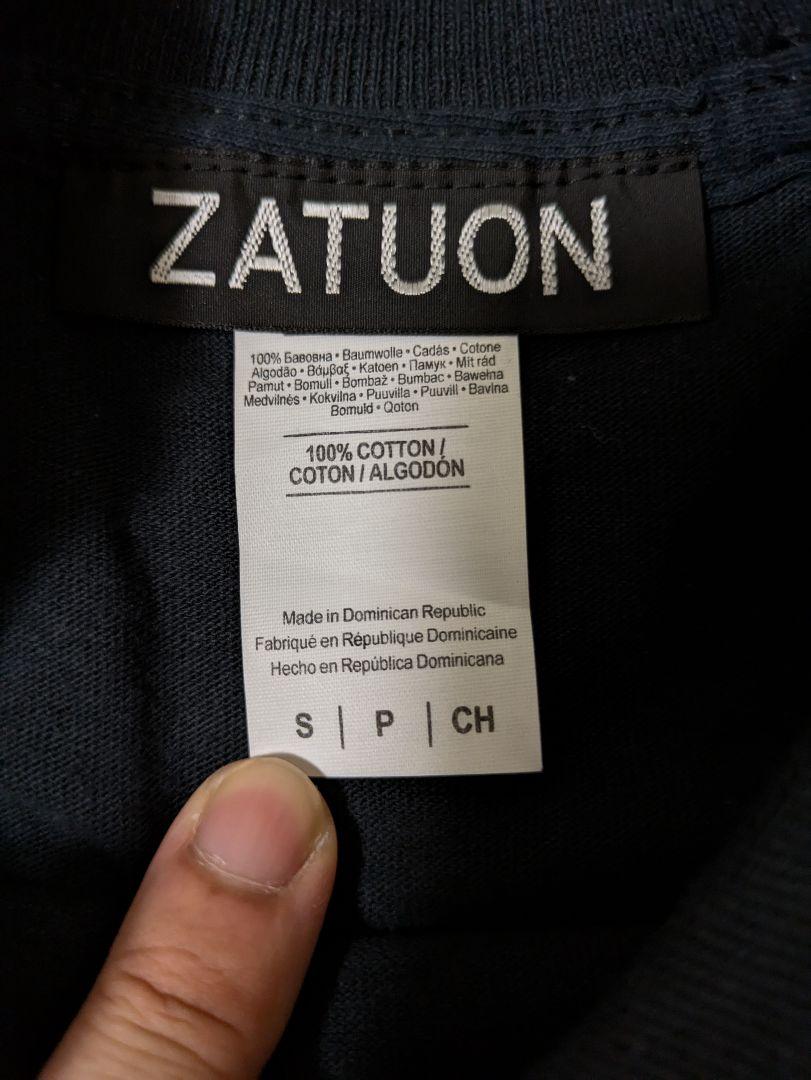 ZATUON
100% Бавовна • Baumwolle • Cadás • Cotone
Algodão • Βάμβαξ • Katoen • Памук • Mit rád
Pamut • Bomull • Bombaž • Bumbac • Bawełna
Medvilnės • Kokvilna • Puuvilla • Puuvill • Bavlna
Bomuld • Qoton
100% COTTON /
COTON / ALGODÓN
Made in Dominican Republic
Fabriqué en République Dominicaine
Hecho en República Dominicana
S | P | CH